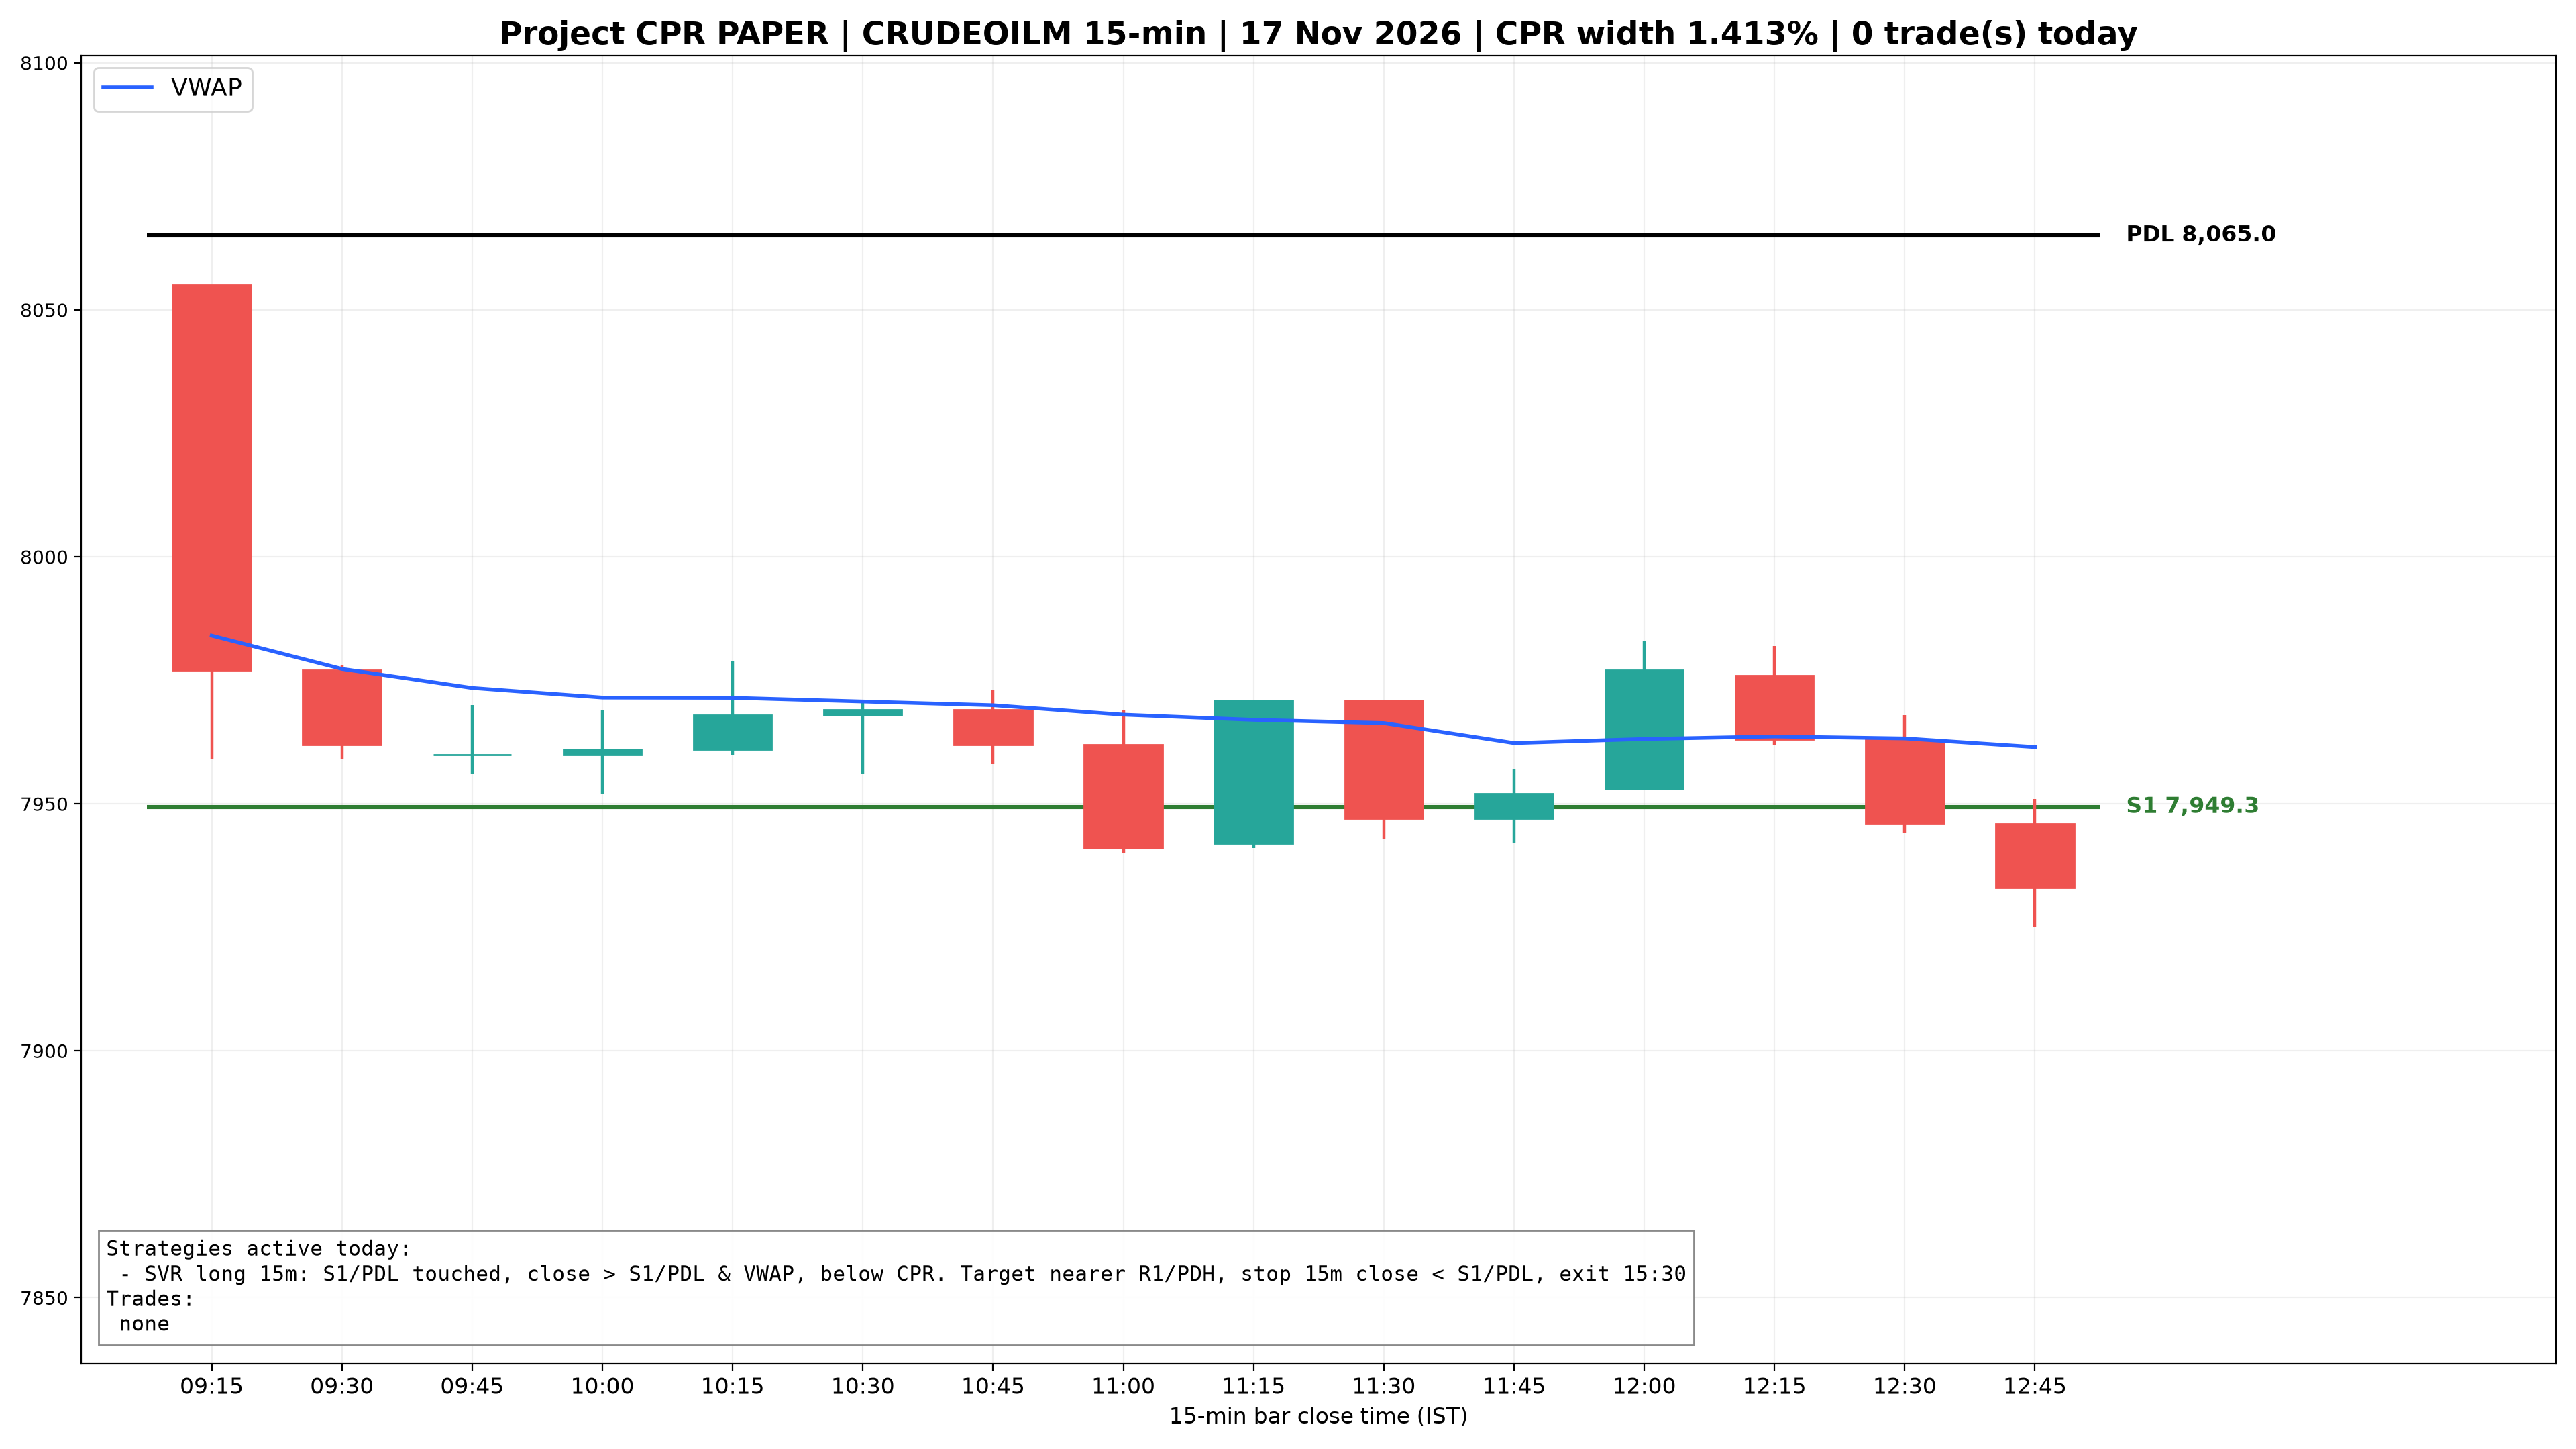 Project CPR PAPER | CRUDEOILM 15-min | 17 Nov 2026 | CPR width 1.413% | 0 trade(s) today
8100
VWAP
PDL 8,065.0
8050
8000
7950
S1 7,949.3
7900
7850
Strategies active today:
- SVR long 15m: S1/PDL touched, close > S1/PDL & VWAP, below CPR. Target nearer R1/PDH, stop 15m close < S1/PDL, exit 15:30
Trades:
none
09:15 09:30 09:45 10:00 10:15 10:30 10:45 11:00 11:15 11:30 11:45 12:00 12:15 12:30 12:45
15-min bar close time (IST)